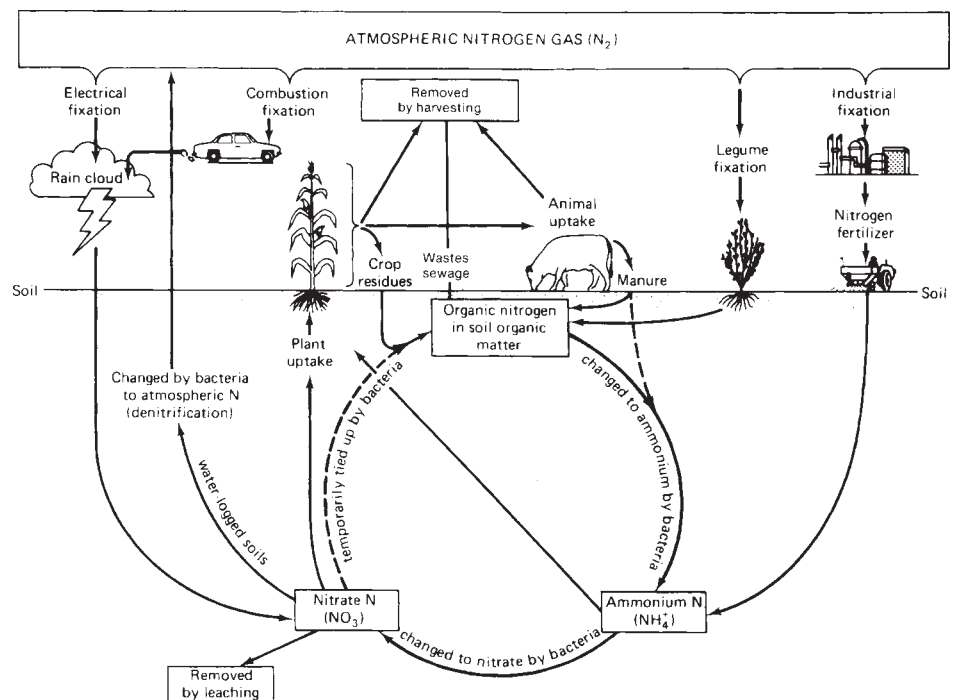 ATMOSPHERIC NITROGEN GAS (N₂)
Electrical
fixation
Combustion
fixation
Removed
by harvesting
Industrial
fixation
Legume
fixation
Rain cloud
Animal
uptake
Nitrogen
fertilizer
Crop
residues
Wastes
sewage
Manure
Soil
Soil
Organic nitrogen
in soil organic
matter
Plant
uptake
Changed by bacteria
to atmospheric N
(denitrification)
water-logged soils
temporarily tied up by bacteria
changed to ammonium by bacteria
Nitrate N
(NO₃)
Ammonium N
(NH₄⁺)
changed to nitrate by bacteria
Removed
by leaching